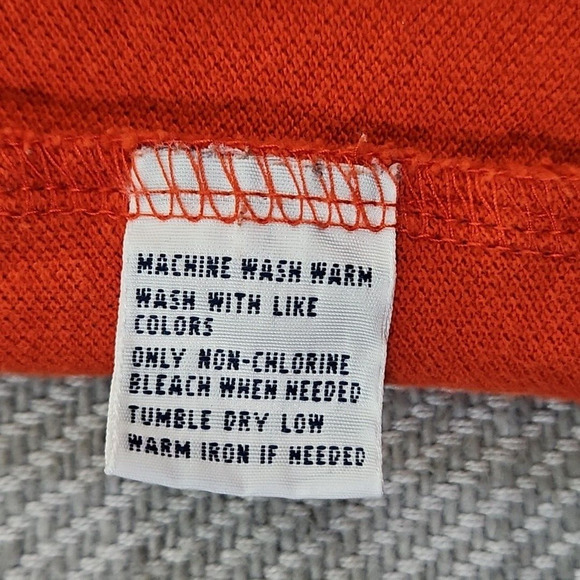 MACHINE WASH WARM
WASH WITH LIKE
COLORS
ONLY NON-CHLORINE
BLEACH WHEN NEEDED
TUMBLE DRY LOW
WARM IRON IF NEEDED